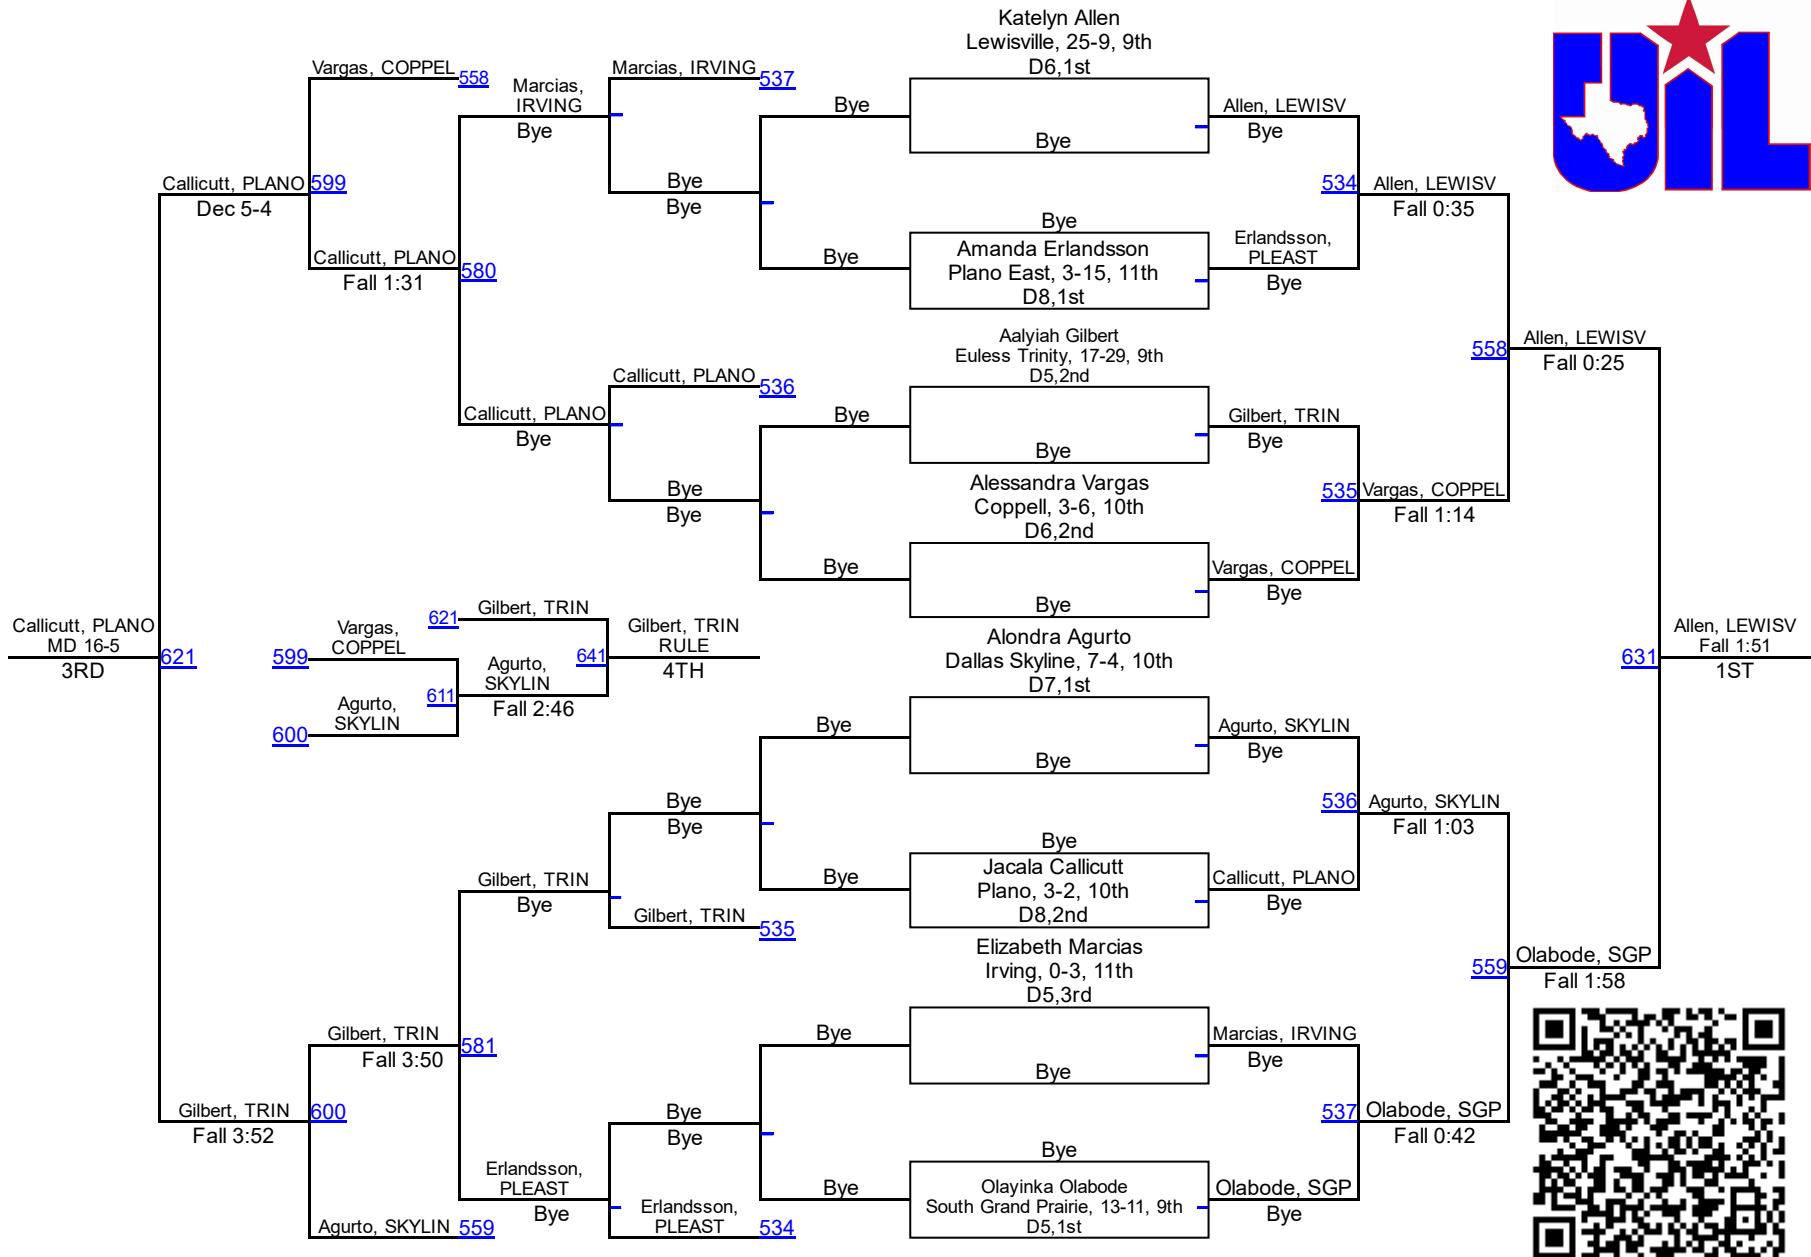 Katelyn Allen
Lewisville, 25-9, 9th
D6,1st
Vargas, COPPEL
558
Marcias,
IRVING
Bye
Marcias, IRVING
537
Bye
Bye
Allen, LEWISV
Bye
UIL
Callicutt, PLANO
599
Dec 5-4
Bye
Bye
534
Allen, LEWISV
Fall 0:35
Callicutt, PLANO
580
Fall 1:31
Bye
Bye
Amanda Erlandsson
Plano East, 3-15, 11th
D8,1st
Erlandsson,
PLEAST
Bye
Aalyiah Gilbert
Euless Trinity, 17-29, 9th
D5,2nd
558
Allen, LEWISV
Fall 0:25
Callicutt, PLANO
536
Callicutt, PLANO
Bye
Bye
Bye
Gilbert, TRIN
Bye
Bye
Bye
Alessandra Vargas
Coppell, 3-6, 10th
D6,2nd
535
Vargas, COPPEL
Fall 1:14
Bye
Bye
Vargas, COPPEL
Bye
Callicutt, PLANO
MD 16-5
3RD
621
599
Vargas,
COPPEL
621
Gilbert, TRIN
Agurto,
SKYLIN
Fall 2:46
611
641
Gilbert, TRIN
RULE
4TH
600
Agurto,
SKYLIN
Alondra Agurto
Dallas Skyline, 7-4, 10th
D7,1st
631
Allen, LEWISV
Fall 1:51
1ST
Bye
Bye
Agurto, SKYLIN
Bye
Bye
Bye
536
Agurto, SKYLIN
Fall 1:03
Gilbert, TRIN
Bye
Gilbert, TRIN
535
Bye
Bye
Jacala Callicutt
Plano, 3-2, 10th
D8,2nd
Callicutt, PLANO
Bye
Elizabeth Marcias
Irving, 0-3, 11th
D5,3rd
559
Olabode, SGP
Fall 1:58
Gilbert, TRIN
581
Fall 3:50
Bye
Bye
Marcias, IRVING
Bye
Gilbert, TRIN
600
Fall 3:52
Bye
Bye
537
Olabode, SGP
Fall 0:42
Erlandsson,
PLEAST
Bye
Bye
Bye
Olayinka Olabode
South Grand Prairie, 13-11, 9th
D5,1st
Olabode, SGP
Bye
Agurto, SKYLIN
559
Erlandsson,
PLEAST
534